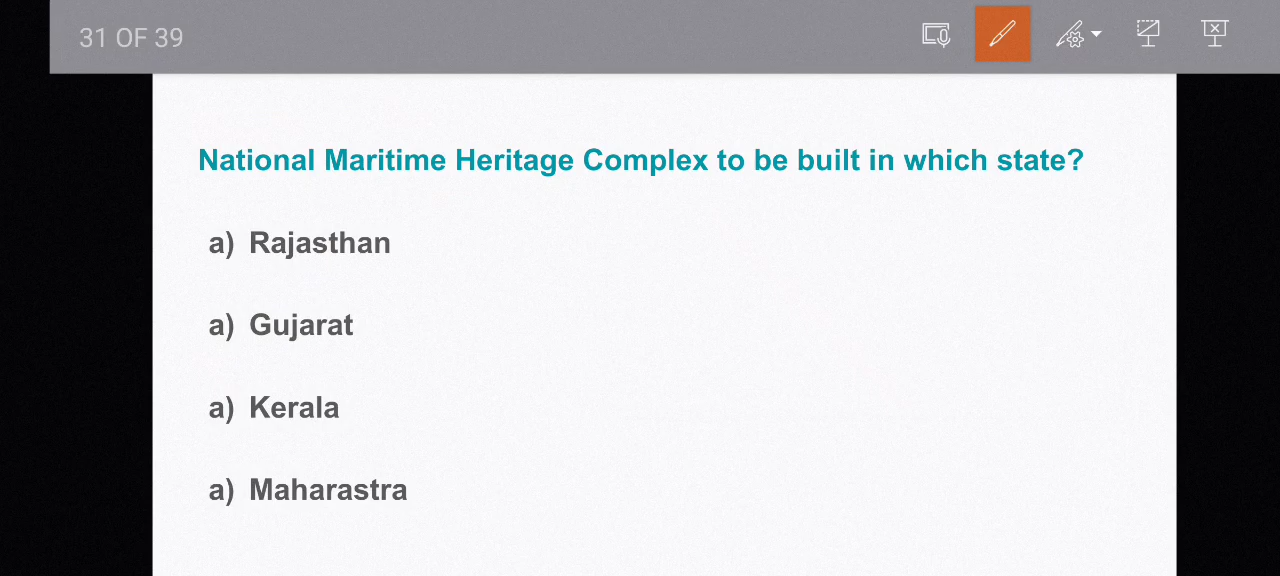 31 OF 39
National Maritime Heritage Complex to be built in which state?
a) Rajasthan
a) Gujarat
a) Kerala
a) Maharastra